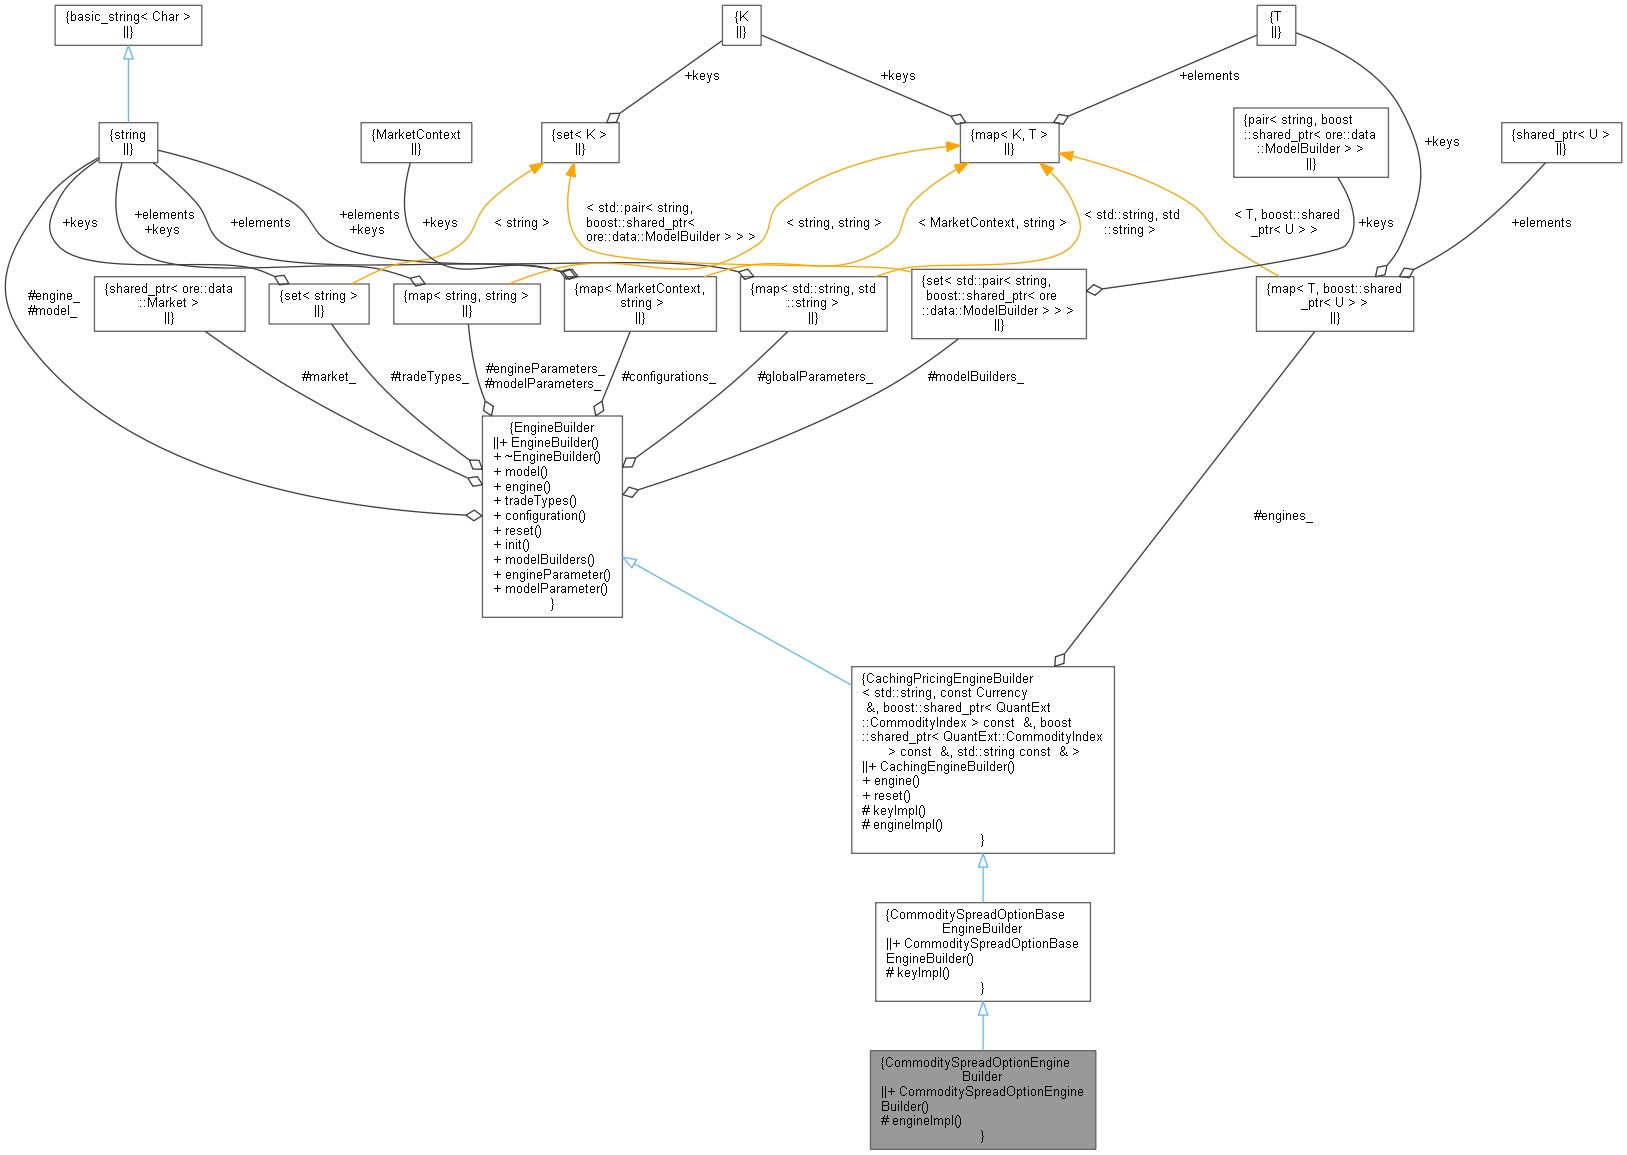 {basic_string< Char >
||}
{K
||}
{T
||}
+keys
+keys
+elements
{string
||}
{MarketContext
||}
{set< K >
||}
{map< K, T >
||}
{pair< string, boost
::shared_ptr< ore::data
::ModelBuilder > >
||}
+keys
{shared_ptr< U >
||}
+keys
+elements
+keys
+elements
+elements
+keys
+keys
< string >
< std::pair< string,
boost::shared_ptr<
ore::data::ModelBuilder > > >
< string, string >
< MarketContext, string >
< std::string, std
::string >
< T, boost::shared
_ptr< U > >
+keys
+elements
#engine_
#model_
{shared_ptr< ore::data
::Market >
||}
{set< string >
||}
{map< string, string >
||}
{map< MarketContext,
string >
||}
{map< std::string, std
::string >
||}
{set< std::pair< string,
boost::shared_ptr< ore
::data::ModelBuilder > > >
||}
{map< T, boost::shared
_ptr< U > >
||}
#market_
#tradeTypes_
#engineParameters_
#modelParameters_
#configurations_
#globalParameters_
#modelBuilders_
{EngineBuilder
||+ EngineBuilder()
+ ~EngineBuilder()
+ model()
+ engine()
+ tradeTypes()
+ configuration()
+ reset()
+ init()
+ modelBuilders()
+ engineParameter()
+ modelParameter()
}
#engines_
{CachingPricingEngineBuilder
< std::string, const Currency
&, boost::shared_ptr< QuantExt
::CommodityIndex > const &, boost
::shared_ptr< QuantExt::CommodityIndex
> const &, std::string const & >
||+ CachingEngineBuilder()
+ engine()
+ reset()
# keyImpl()
# engineImpl()
}
{CommoditySpreadOptionBase
EngineBuilder
||+ CommoditySpreadOptionBase
EngineBuilder()
# keyImpl()
}
{CommoditySpreadOptionEngine
Builder
||+ CommoditySpreadOptionEngine
Builder()
# engineImpl()
}